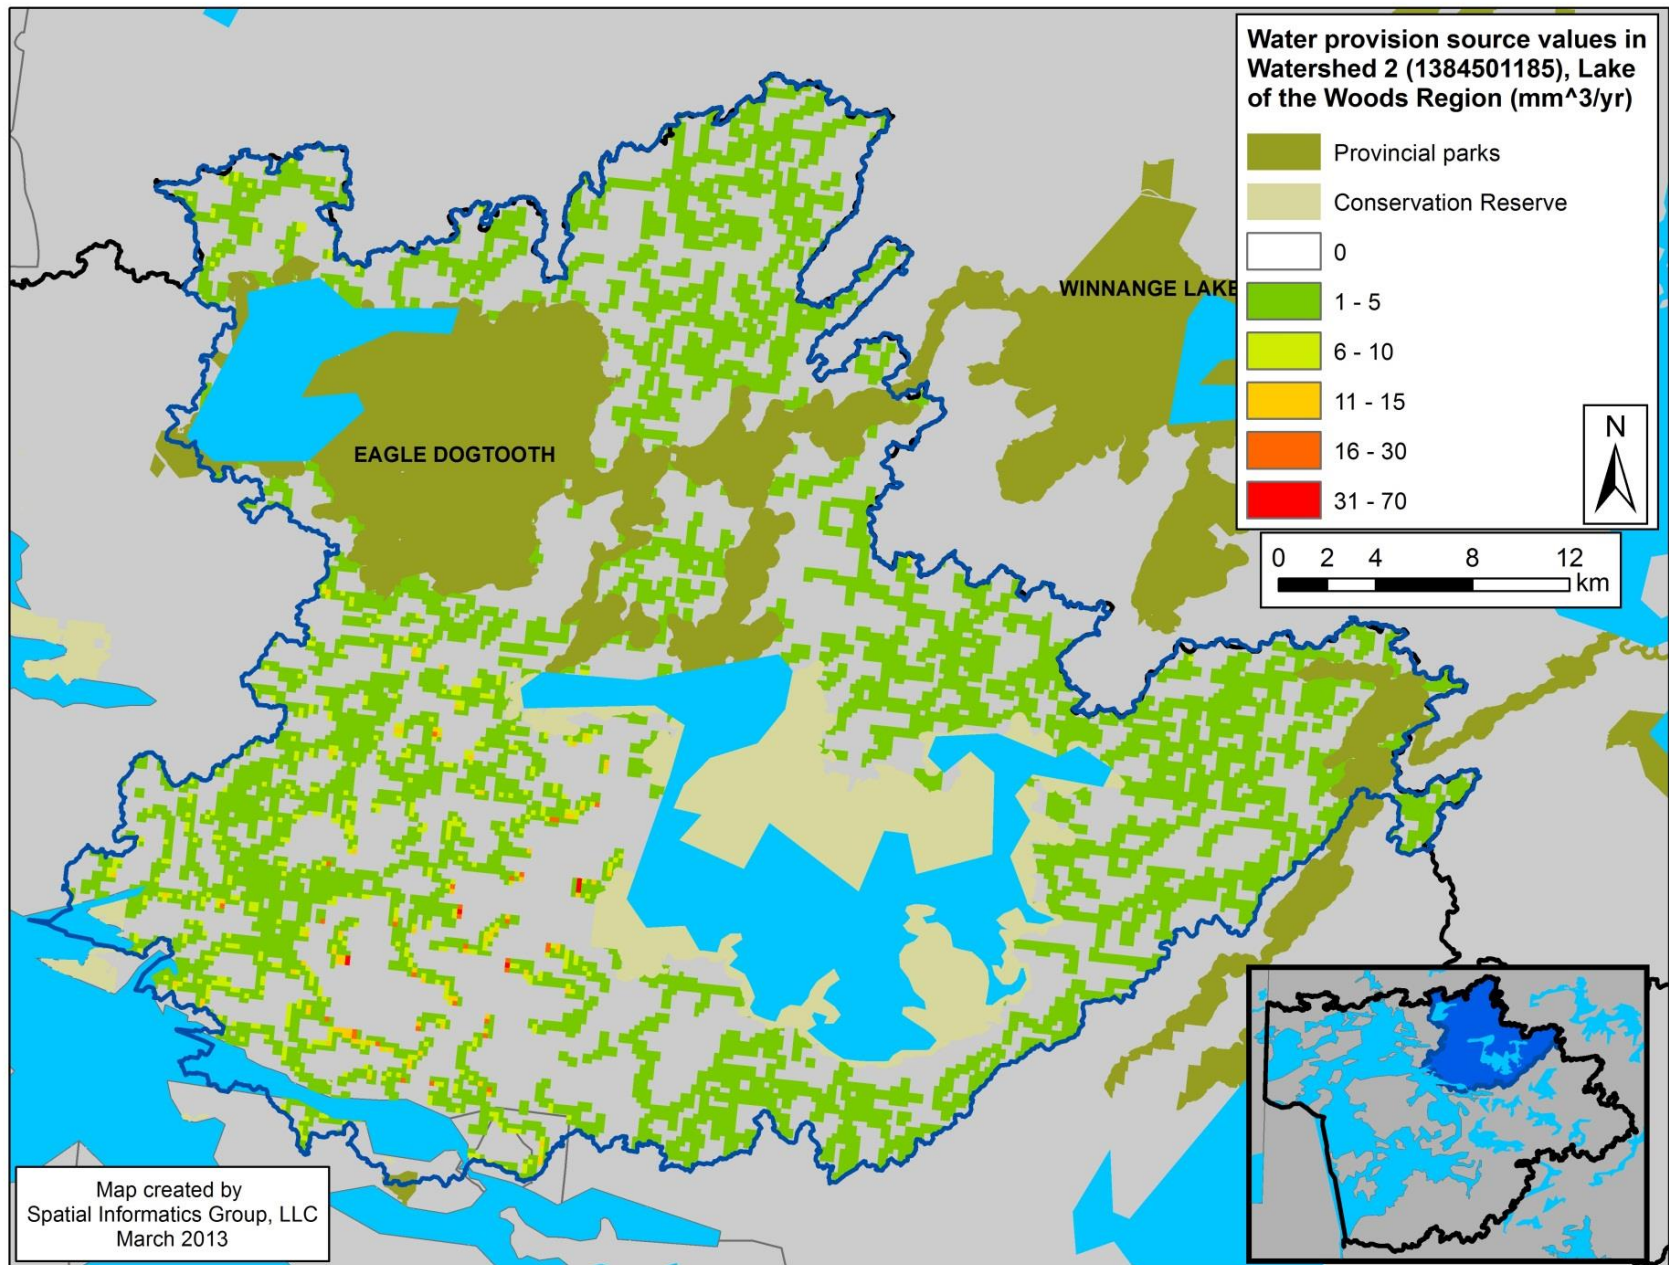 Water provision source values in
Watershed 2 (1384501185), Lake
of the Woods Region (mm^3/yr)
Provincial parks
Conservation Reserve
0
1 - 5
6 - 10
11 - 15
16 - 30
31 - 70
N
0 2 4 8 12
km
WINNANGE LAKE
EAGLE DOGTOOTH
Map created by
Spatial Informatics Group, LLC
March 2013